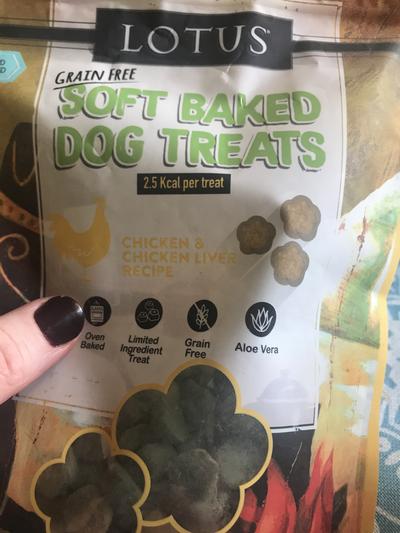 LOTUS
GRAIN FREE
SOFT BAKED
DOG TREATS
2.5 Kcal per treat
CHICKEN &
CHICKEN LIVER
RECIPE
Oven
Baked
Limited
Ingredient
Treat
Grain
Free
Aloe Vera